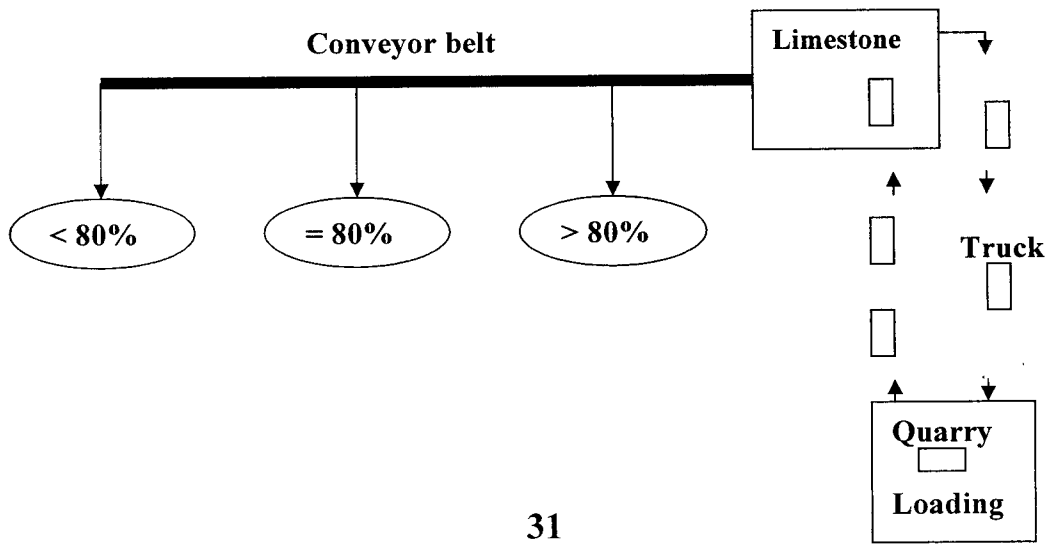 Conveyor belt
Limestone
< 80%
= 80%
> 80%
Truck
Quarry
Loading
31